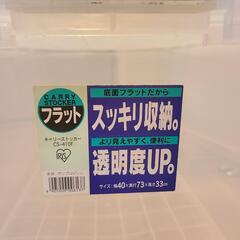 CARRY
STOCKER
フラット
キャリーストッカー
CS-410F
IRIS
底面フラットだから
スッキリ収納。
より見えやすく、便利に
透明度UP。
サイズ：幅40×奥行73×高さ33cm